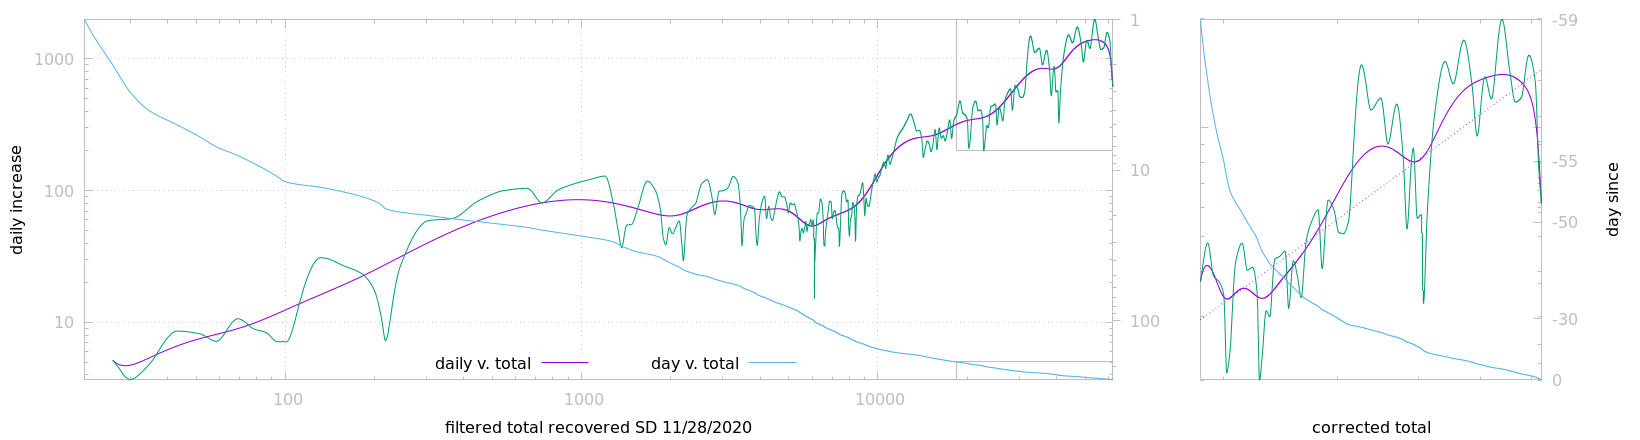 1000
100
10
daily increase
100
1000
10000
filtered total recovered SD 11/28/2020
daily v. total
day v. total
1
10
100
-59
-55
-50
-30
0
day since
corrected total